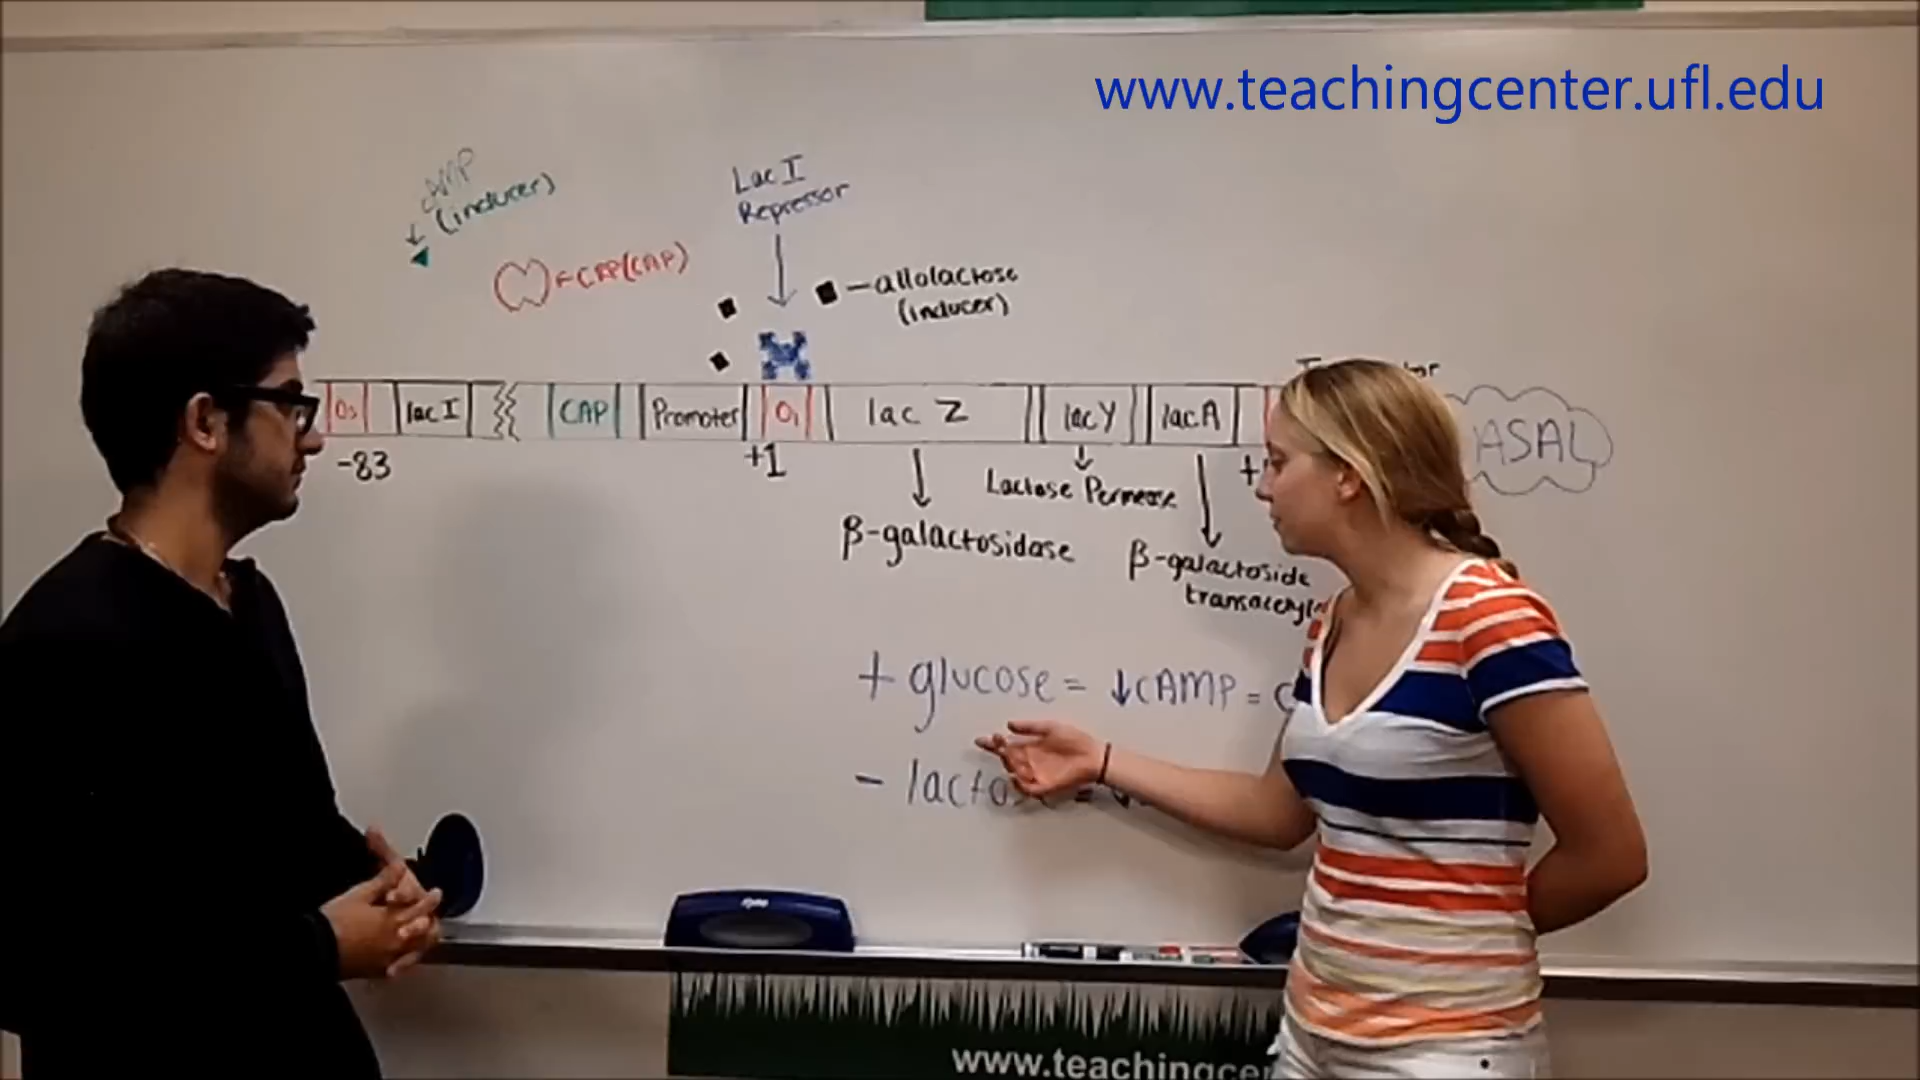 www.teachingcenter.ufl.edu
cAMP
(inducer)
CRP(CAP)
Lac I
Repressor
allolactose
(inducer)
O₃
lac I
CAP
Promoter
O₁
lac Z
lacY
lacA
ASAL
-83
+1
Lactose Permease
β-galactosidase
β-galactoside
+ glucose = ↓cAMP =
- lactose =
www.teachingce